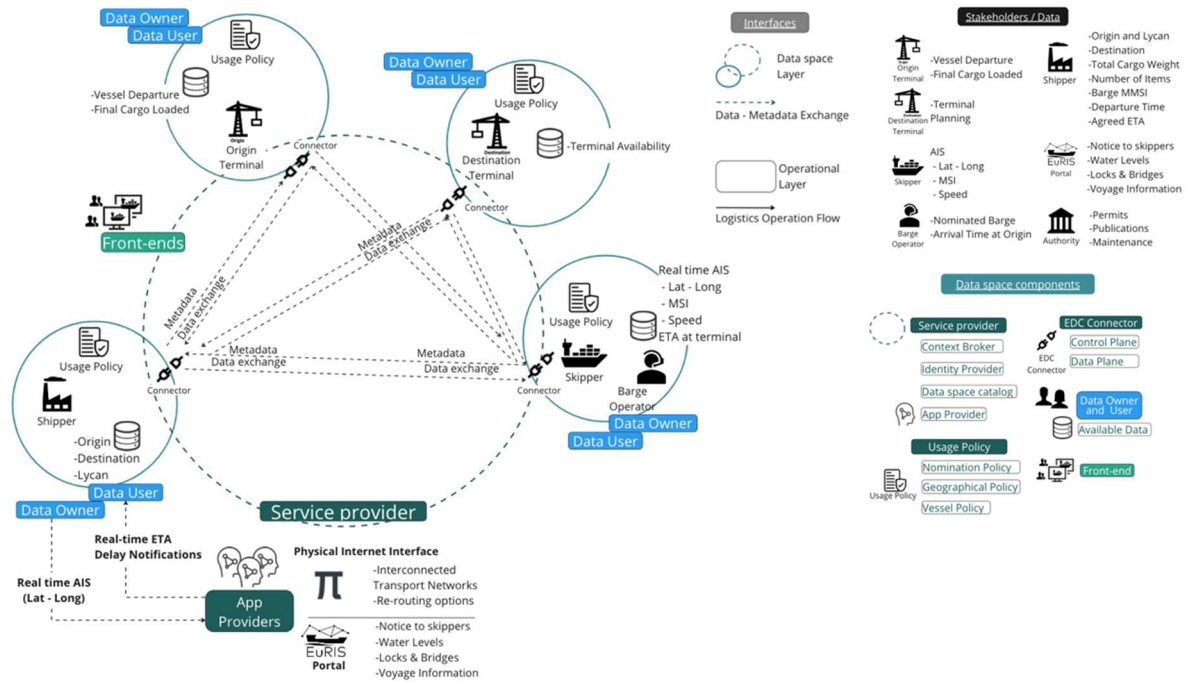 Data Owner
Data User
Usage Policy
-Vessel Departure
-Final Cargo Loaded
Origin
Origin
Terminal
Connector
Data Owner
Data User
Usage Policy
Destination
Destination
Terminal
-Terminal Availability
Connector
Front-ends
Metadata
Data exchange
Metadata
Data exchange
Metadata
Data exchange
Metadata
Data exchange
Real time AIS
- Lat - Long
- MSI
- Speed
ETA at terminal
Usage Policy
Skipper
Barge
Operator
Connector
Data Owner
Data User
Usage Policy
Shipper
Connector
-Origin
-Destination
-Lycan
Data User
Data Owner
Service provider
Real-time ETA
Delay Notifications
Real time AIS
(Lat - Long)
App
Providers
Physical Internet Interface
π
-Interconnected
Transport Networks
-Re-routing options
EuRIS
Portal
-Notice to skippers
-Water Levels
-Locks & Bridges
-Voyage Information
Interfaces
Data space
Layer
Data - Metadata Exchange
Operational
Layer
Logistics Operation Flow
Stakeholders / Data
Origin
Origin
Terminal
-Vessel Departure
-Final Cargo Loaded
Destination
Destination
Terminal
-Terminal
Planning
Skipper
AIS
- Lat - Long
- MSI
- Speed
Barge
Operator
-Nominated Barge
-Arrival Time at Origin
Shipper
-Origin and Lycan
-Destination
-Total Cargo Weight
-Number of Items
-Barge MMSI
-Departure Time
-Agreed ETA
EuRIS
Portal
-Notice to skippers
-Water Levels
-Locks & Bridges
-Voyage Information
Authority
-Permits
-Publications
-Maintenance
Data space components
Service provider
Context Broker
Identity Provider
Data space catalog
App Provider
Usage Policy
Usage Policy
Nomination Policy
Geographical Policy
Vessel Policy
EDC Connector
EDC
Connector
Control Plane
Data Plane
Data Owner
and User
Available Data
Front-end